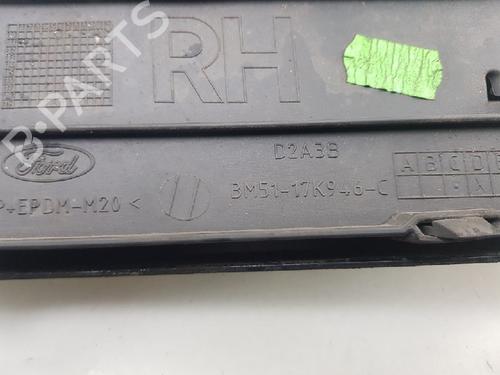 RH
B-PARTS
Ford
D2A3B
A B C D
P+EPDM-M20 <
BM51-17K946-C